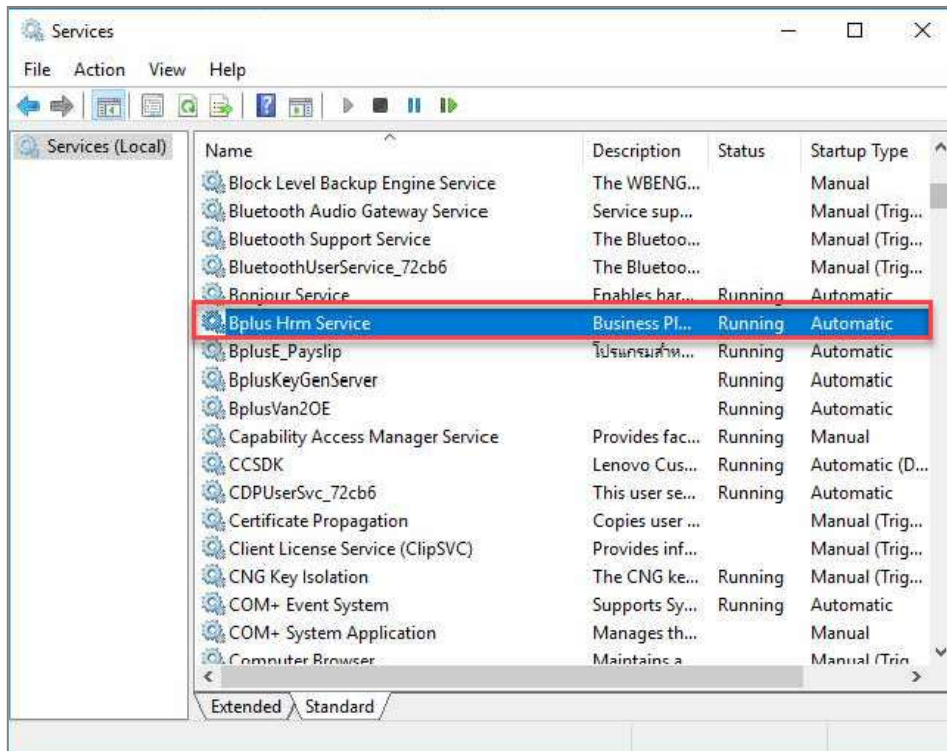 Services
File Action View Help
Services (Local)
Name Description Status Startup Type
Block Level Backup Engine Service The WBENG... Manual
Bluetooth Audio Gateway Service Service sup... Manual (Trig...
Bluetooth Support Service The Bluetoo... Manual (Trig...
BluetoothUserService_72cb6 The Bluetoo... Manual (Trig...
Bonjour Service Enables har... Running Automatic
Bplus Hrm Service Business Pl... Running Automatic
BplusE_Payslip โปรแกรมสำห... Running Automatic
BplusKeyGenServer Running Automatic
BplusVan2OE Running Automatic
Capability Access Manager Service Provides fac... Running Manual
CCSDK Lenovo Cus... Running Automatic (D...
CDPUserSvc_72cb6 This user se... Running Automatic
Certificate Propagation Copies user ... Manual (Trig...
Client License Service (ClipSVC) Provides inf... Manual (Trig...
CNG Key Isolation The CNG ke... Running Manual (Trig...
COM+ Event System Supports Sy... Running Automatic
COM+ System Application Manages th... Manual
Computer Browser Maintains a Manual (Trig
Extended Standard